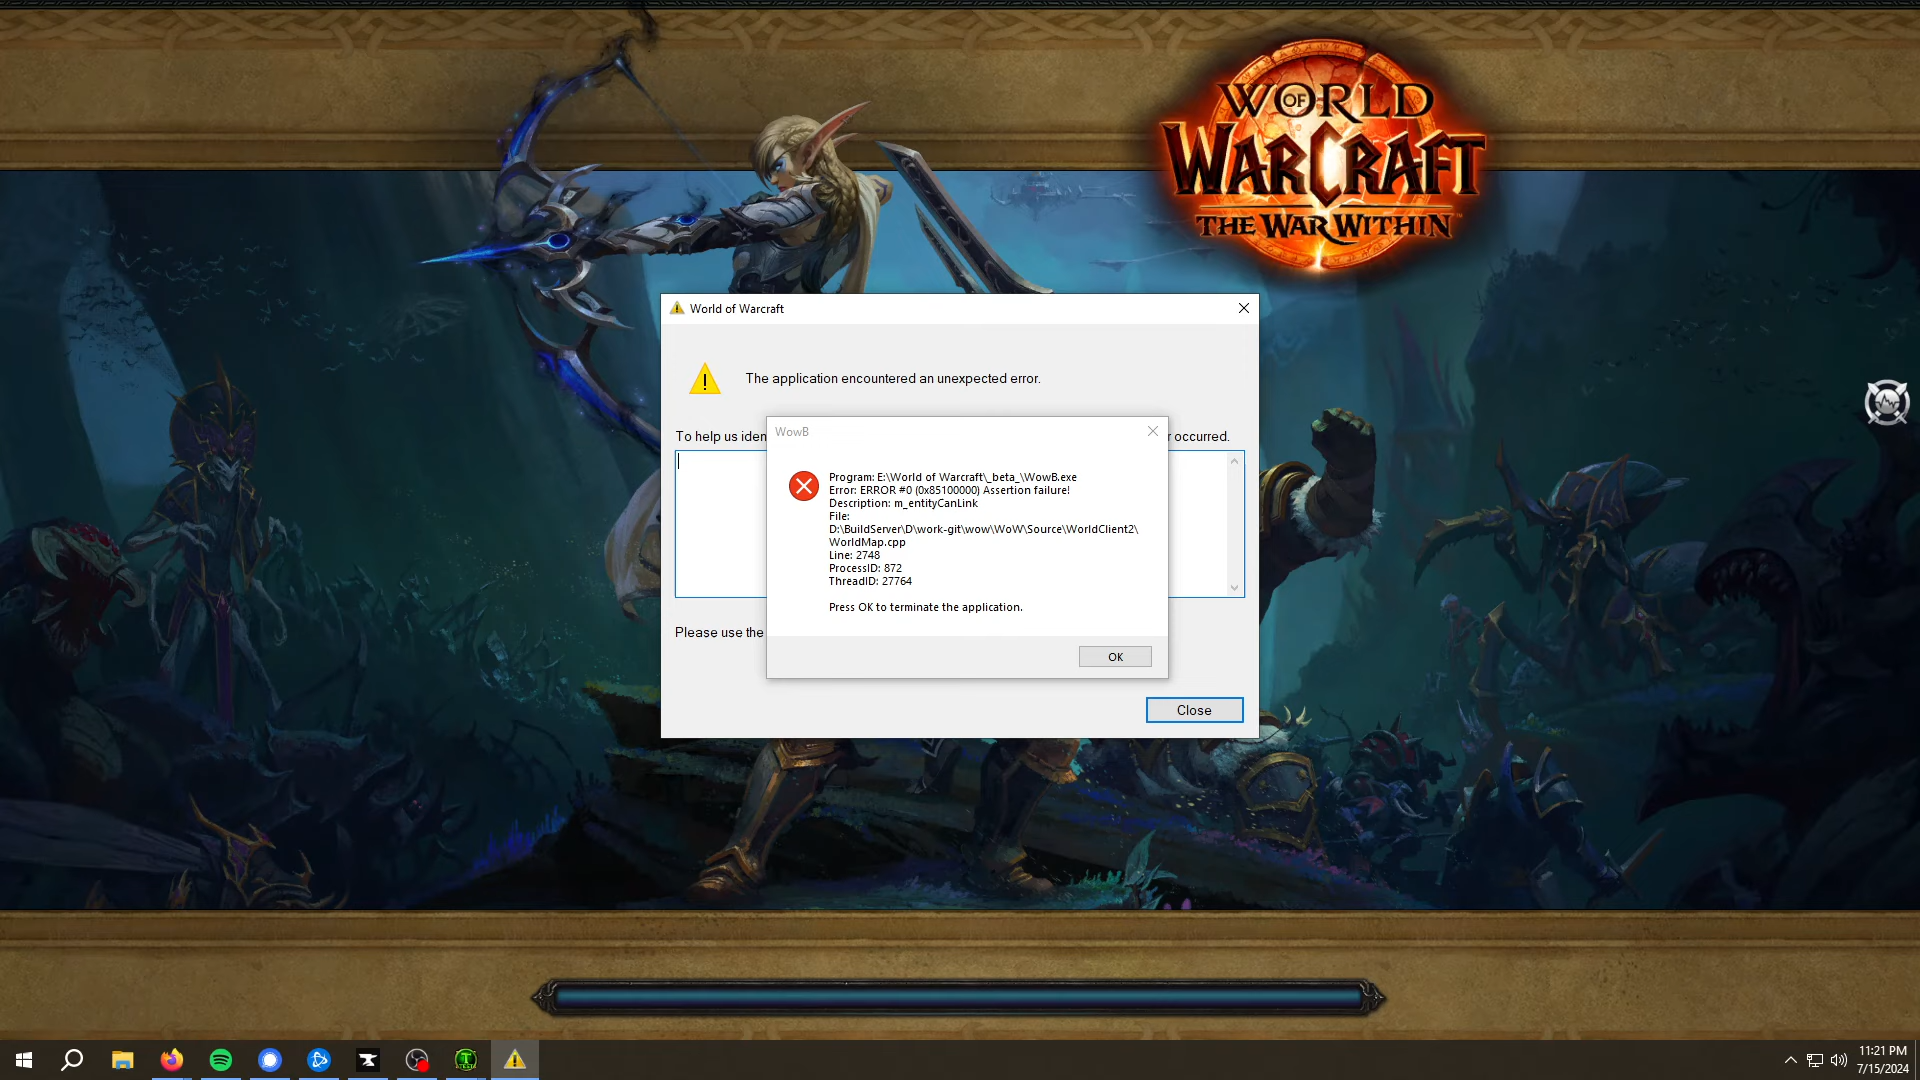 WORLD
OF
WARCRAFT
THE WAR WITHIN
World of Warcraft
The application encountered an unexpected error.
To help us iden
r occurred.
WowB
Program: E:\World of Warcraft\_beta_\WowB.exe
Error: ERROR #0 (0x85100000) Assertion failure!
Description: m_entityCanLink
File:
D:\BuildServer\D\work-git\wow\WoW\Source\WorldClient2\
WorldMap.cpp
Line: 2748
ProcessID: 872
ThreadID: 27764
Press OK to terminate the application.
OK
Please use the
Close
11:21 PM
7/15/2024